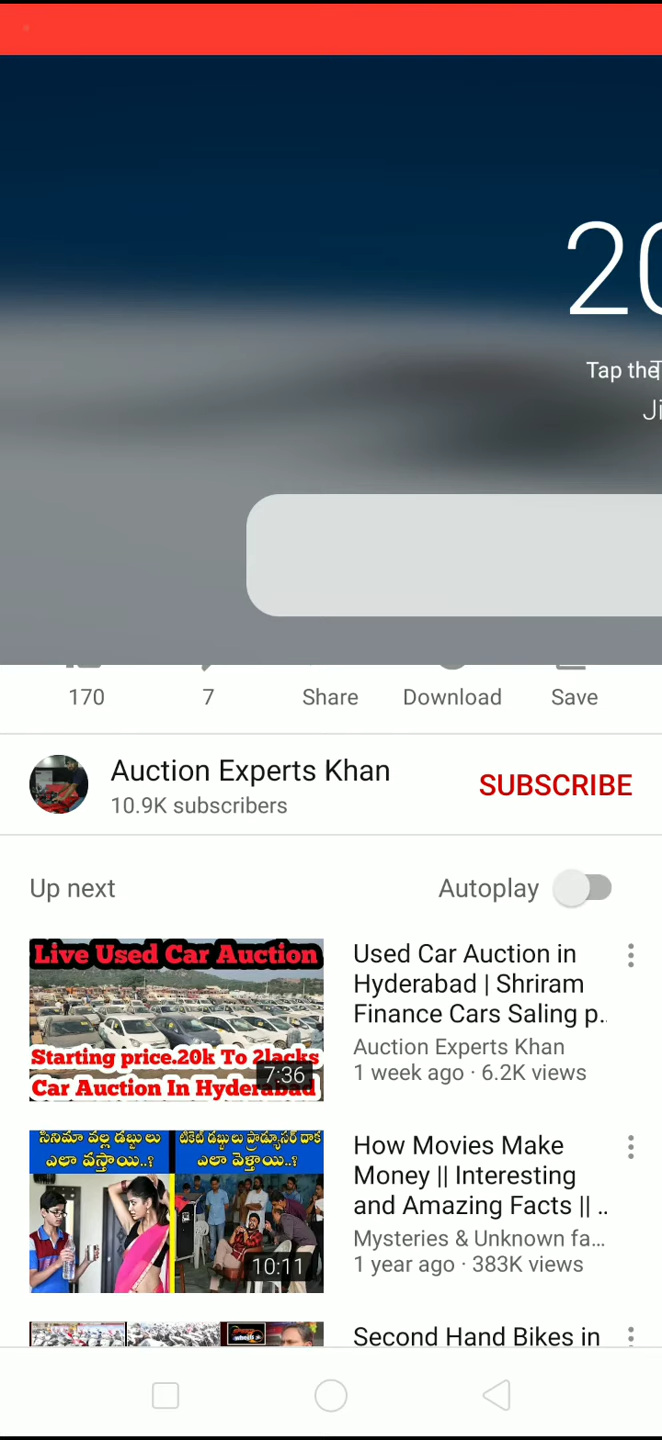 20
Tap the
Ji
170
7
Share
Download
Save
Auction Experts Khan
10.9K subscribers
SUBSCRIBE
Up next
Autoplay
Live Used Car Auction
Starting price.20k To 2lacks
7:36
Car Auction In Hyderabad
Used Car Auction in
Hyderabad | Shriram
Finance Cars Saling p..
Auction Experts Khan
1 week ago · 6.2K views
సినిమా వల్ల డబ్బులు
ఎలా వస్తాయి..?
టికెట్ డబ్బులు ప్రొడ్యూసర్ దాక
ఎలా వెళ్తాయి..?
10:11
How Movies Make
Money || Interesting
and Amazing Facts || ..
Mysteries & Unknown fa...
1 year ago · 383K views
Second Hand Bikes in